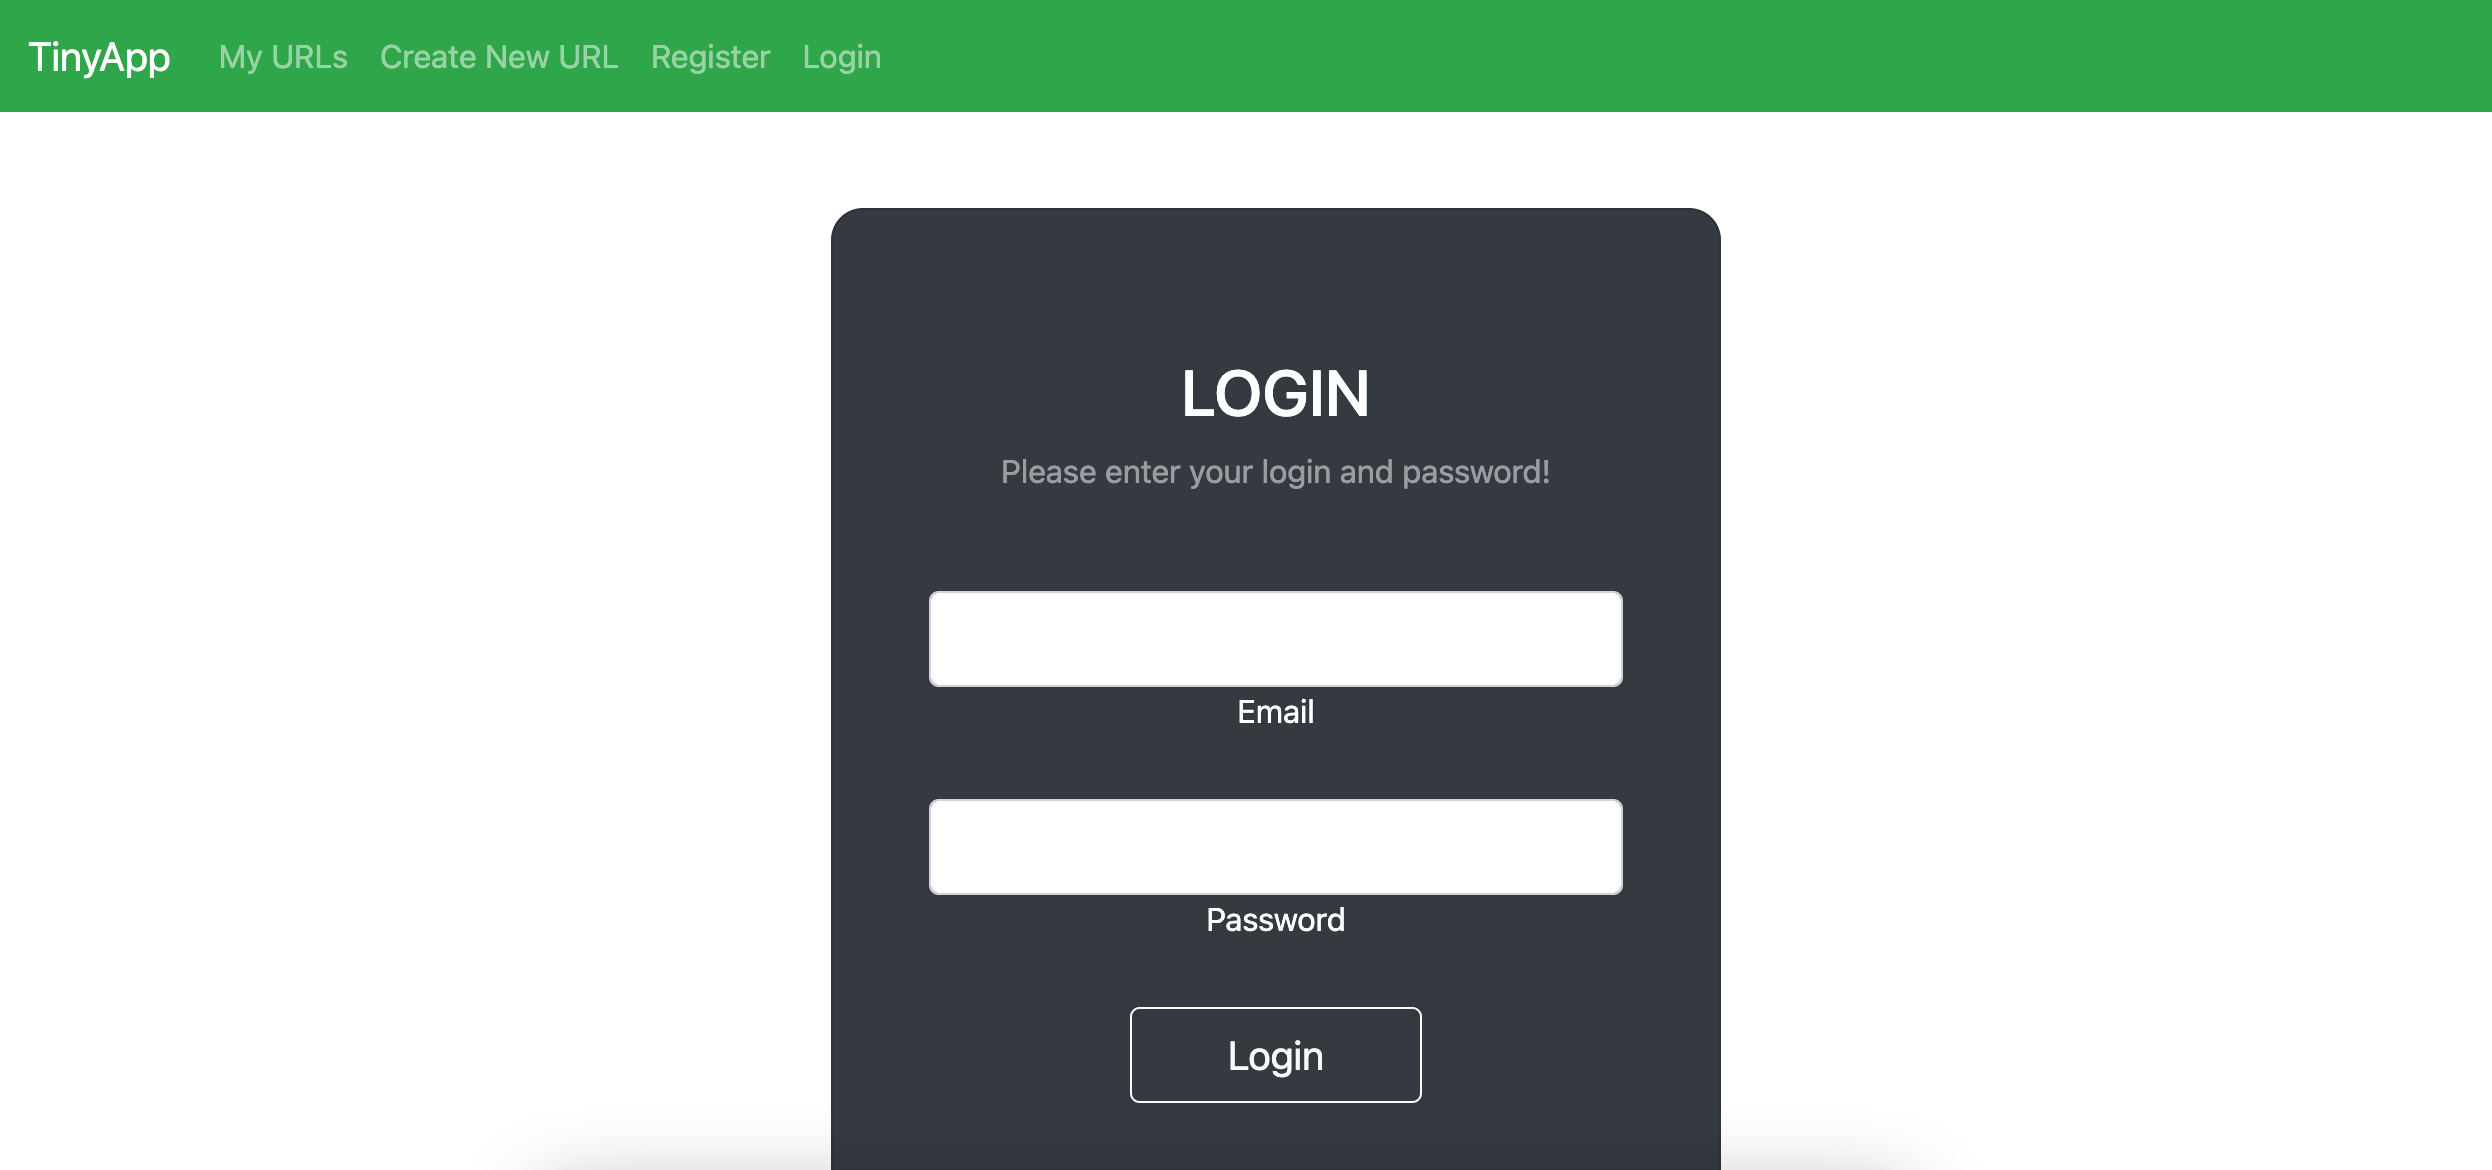 TinyApp My URLs Create New URL Register Login
LOGIN
Please enter your login and password!
Email
Password
Login